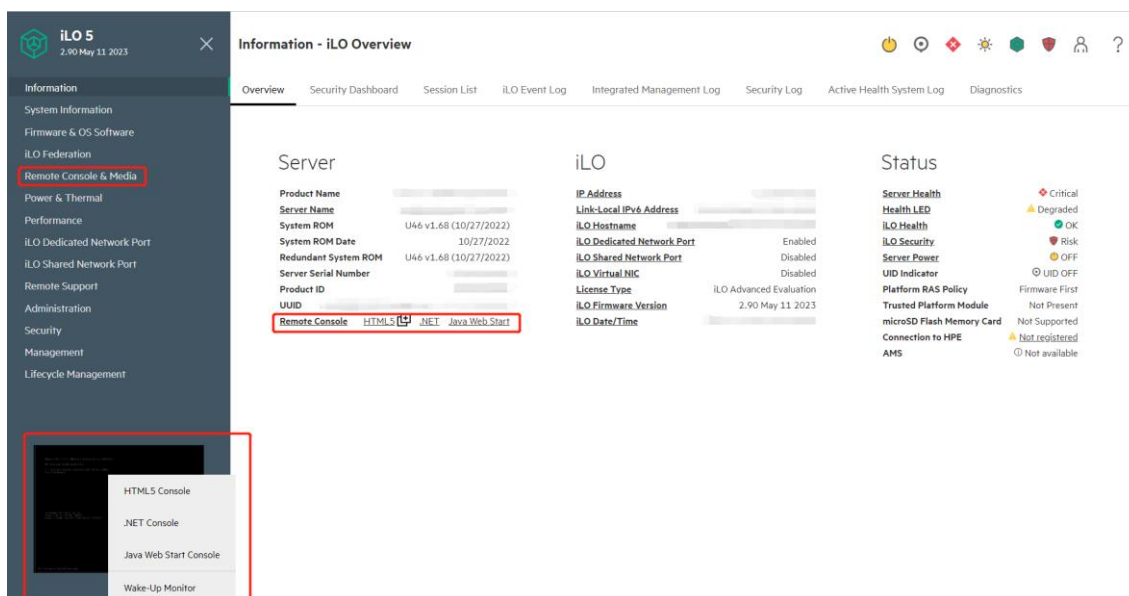 iLO 5
2.90 May 11 2023
Information - iLO Overview
Information
System Information
Firmware & OS Software
iLO Federation
Remote Console & Media
Power & Thermal
Performance
iLO Dedicated Network Port
iLO Shared Network Port
Remote Support
Administration
Security
Management
Lifecycle Management
Overview Security Dashboard Session List iLO Event Log Integrated Management Log Security Log Active Health System Log Diagnostics
Server
Product Name
Server Name
System ROM U46 v1.68 (10/27/2022)
System ROM Date 10/27/2022
Redundant System ROM U46 v1.68 (10/27/2022)
Server Serial Number
Product ID
UUID
Remote Console HTML5 .NET Java Web Start
iLO
IP Address
Link-Local IPv6 Address
iLO Hostname
iLO Dedicated Network Port Enabled
iLO Shared Network Port Disabled
iLO Virtual NIC Disabled
License Type iLO Advanced Evaluation
iLO Firmware Version 2.90 May 11 2023
iLO Date/Time
Status
Server Health Critical
Health LED Degraded
iLO Health OK
iLO Security Risk
Server Power OFF
UID Indicator UID OFF
Platform RAS Policy Firmware First
Trusted Platform Module Not Present
microSD Flash Memory Card Not Supported
Connection to HPE Not registered
AMS Not available
HTML5 Console
.NET Console
Java Web Start Console
Wake-Up Monitor